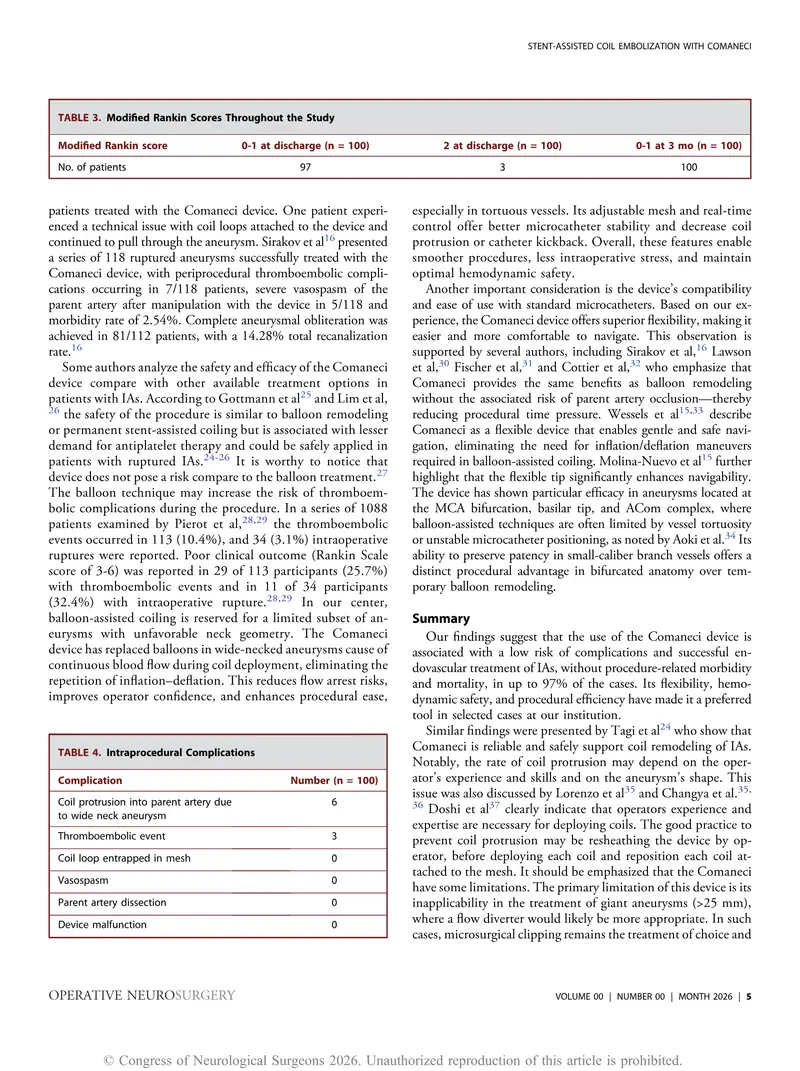 STENT-ASSISTED COIL EMBOLIZATION WITH COMANECI
TABLE 3. Modified Rankin Scores Throughout the Study
Modified Rankin score 0-1 at discharge (n = 100) 2 at discharge (n = 100) 0-1 at 3 mo (n = 100)
No. of patients 97 3 100
patients treated with the Comaneci device. One patient experi-
enced a technical issue with coil loops attached to the device and
continued to pull through the aneurysm. Sirakov et al16 presented
a series of 118 ruptured aneurysms successfully treated with the
Comaneci device, with periprocedural thromboembolic compli-
cations occurring in 7/118 patients, severe vasospasm of the
parent artery after manipulation with the device in 5/118 and
morbidity rate of 2.54%. Complete aneurysmal obliteration was
achieved in 81/112 patients, with a 14.28% total recanalization
rate.16
Some authors analyze the safety and efficacy of the Comaneci
device compare with other available treatment options in
patients with IAs. According to Gottmann et al25 and Lim et al,
26 the safety of the procedure is similar to balloon remodeling
or permanent stent-assisted coiling but is associated with lesser
demand for antiplatelet therapy and could be safely applied in
patients with ruptured IAs.24-26 It is worthy to notice that
device does not pose a risk compare to the balloon treatment.27
The balloon technique may increase the risk of thromboem-
bolic complications during the procedure. In a series of 1088
patients examined by Pierot et al,28,29 the thromboembolic
events occurred in 113 (10.4%), and 34 (3.1%) intraoperative
ruptures were reported. Poor clinical outcome (Rankin Scale
score of 3-6) was reported in 29 of 113 participants (25.7%)
with thromboembolic events and in 11 of 34 participants
(32.4%) with intraoperative rupture.28,29 In our center,
balloon-assisted coiling is reserved for a limited subset of an-
eurysms with unfavorable neck geometry. The Comaneci
device has replaced balloons in wide-necked aneurysms cause of
continuous blood flow during coil deployment, eliminating the
repetition of inflation–deflation. This reduces flow arrest risks,
improves operator confidence, and enhances procedural ease,
TABLE 4. Intraprocedural Complications
Complication Number (n = 100)
Coil protrusion into parent artery due 6
to wide neck aneurysm
Thromboembolic event 3
Coil loop entrapped in mesh 0
Vasospasm 0
Parent artery dissection 0
Device malfunction 0
especially in tortuous vessels. Its adjustable mesh and real-time
control offer better microcatheter stability and decrease coil
protrusion or catheter kickback. Overall, these features enable
smoother procedures, less intraoperative stress, and maintain
optimal hemodynamic safety.
Another important consideration is the device's compatibility
and ease of use with standard microcatheters. Based on our ex-
perience, the Comaneci device offers superior flexibility, making it
easier and more comfortable to navigate. This observation is
supported by several authors, including Sirakov et al,16 Lawson
et al,30 Fischer et al,31 and Cottier et al,32 who emphasize that
Comaneci provides the same benefits as balloon remodeling
without the associated risk of parent artery occlusion—thereby
reducing procedural time pressure. Wessels et al15,33 describe
Comaneci as a flexible device that enables gentle and safe navi-
gation, eliminating the need for inflation/deflation maneuvers
required in balloon-assisted coiling. Molina-Nuevo et al15 further
highlight that the flexible tip significantly enhances navigability.
The device has shown particular efficacy in aneurysms located at
the MCA bifurcation, basilar tip, and ACom complex, where
balloon-assisted techniques are often limited by vessel tortuosity
or unstable microcatheter positioning, as noted by Aoki et al.34 Its
ability to preserve patency in small-caliber branch vessels offers a
distinct procedural advantage in bifurcated anatomy over tem-
porary balloon remodeling.
Summary
Our findings suggest that the use of the Comaneci device is
associated with a low risk of complications and successful en-
dovascular treatment of IAs, without procedure-related morbidity
and mortality, in up to 97% of the cases. Its flexibility, hemo-
dynamic safety, and procedural efficiency have made it a preferred
tool in selected cases at our institution.
Similar findings were presented by Tagi et al24 who show that
Comaneci is reliable and safely support coil remodeling of IAs.
Notably, the rate of coil protrusion may depend on the oper-
ator's experience and skills and on the aneurysm's shape. This
issue was also discussed by Lorenzo et al35 and Changya et al.35,
36 Doshi et al37 clearly indicate that operators experience and
expertise are necessary for deploying coils. The good practice to
prevent coil protrusion may be resheathing the device by op-
erator, before deploying each coil and reposition each coil at-
tached to the mesh. It should be emphasized that the Comaneci
have some limitations. The primary limitation of this device is its
inapplicability in the treatment of giant aneurysms (>25 mm),
where a flow diverter would likely be more appropriate. In such
cases, microsurgical clipping remains the treatment of choice and
OPERATIVE NEUROSURGERY
VOLUME 00 | NUMBER 00 | MONTH 2026 | 5
© Congress of Neurological Surgeons 2026. Unauthorized reproduction of this article is prohibited.